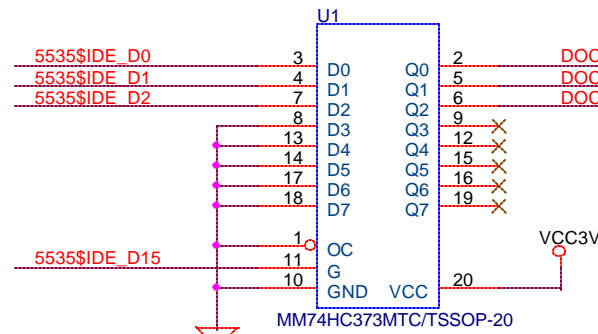 U1
5535$IDE_D0 3 D0 Q0 2 DOC
5535$IDE_D1 4 D1 Q1 5 DOC
5535$IDE_D2 7 D2 Q2 6 DOC
8 D3 Q3 9
13 D4 Q4 12
14 D5 Q5 15
17 D6 Q6 16
18 D7 Q7 19
1 OC VCC3V
5535$IDE_D15 11 G
10 GND VCC 20
MM74HC373MTC/TSSOP-20